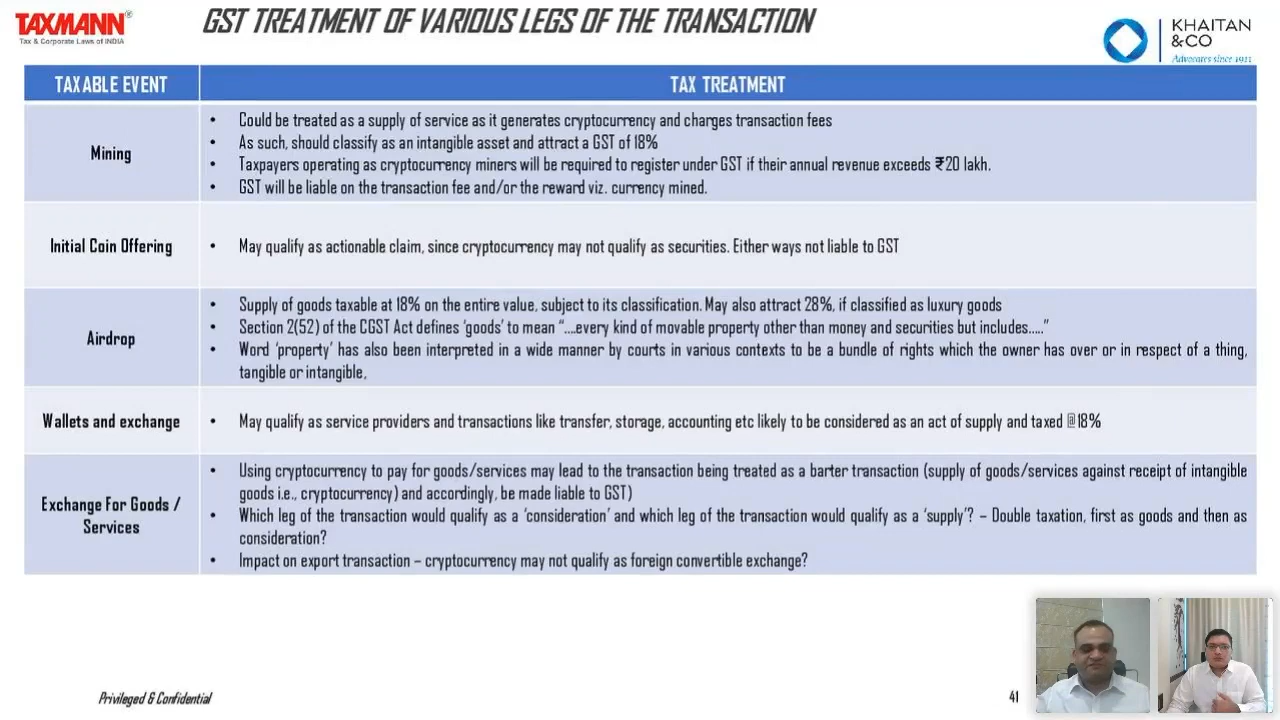 TAXMANN®
Tax & Corporate Laws of INDIA
GST TREATMENT OF VARIOUS LEGS OF THE TRANSACTION
KHAITAN
&CO
Advocates since 1911
TAXABLE EVENT
TAX TREATMENT
Mining
• Could be treated as a supply of service as it generates cryptocurrency and charges transaction fees
• As such, should classify as an intangible asset and attract a GST of 18%
• Taxpayers operating as cryptocurrency miners will be required to register under GST if their annual revenue exceeds ₹20 lakh.
• GST will be liable on the transaction fee and/or the reward viz. currency mined.
Initial Coin Offering
• May qualify as actionable claim, since cryptocurrency may not qualify as securities. Either ways not liable to GST
Airdrop
• Supply of goods taxable at 18% on the entire value, subject to its classification. May also attract 28%, if classified as luxury goods
• Section 2(52) of the CGST Act defines ‘goods’ to mean “....every kind of movable property other than money and securities but includes.....”
• Word ‘property’ has also been interpreted in a wide manner by courts in various contexts to be a bundle of rights which the owner has over or in respect of a thing,
tangible or intangible,
Wallets and exchange
• May qualify as service providers and transactions like transfer, storage, accounting etc likely to be considered as an act of supply and taxed @18%
Exchange For Goods /
Services
• Using cryptocurrency to pay for goods/services may lead to the transaction being treated as a barter transaction (supply of goods/services against receipt of intangible
goods i.e., cryptocurrency) and accordingly, be made liable to GST)
• Which leg of the transaction would qualify as a ‘consideration’ and which leg of the transaction would qualify as a ‘supply’? – Double taxation, first as goods and then as
consideration?
• Impact on export transaction – cryptocurrency may not qualify as foreign convertible exchange?
Privileged & Confidential
41